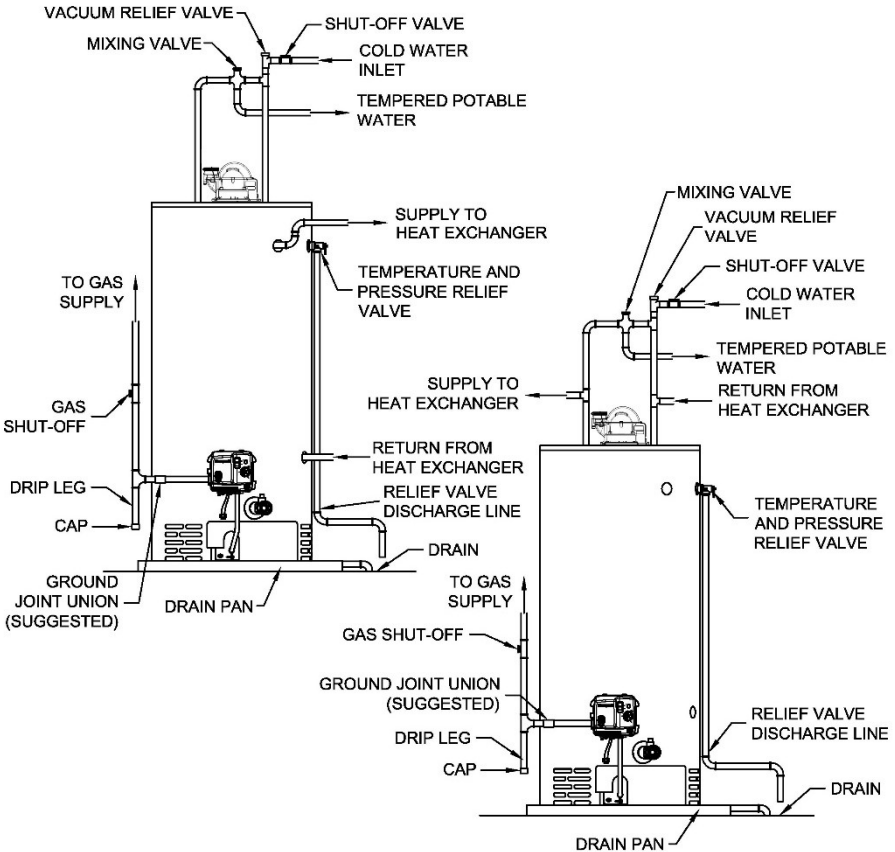 VACUUM RELIEF VALVE
SHUT-OFF VALVE
MIXING VALVE
COLD WATER
INLET
TEMPERED POTABLE
WATER
SUPPLY TO
HEAT EXCHANGER
TO GAS
SUPPLY
TEMPERATURE AND
PRESSURE RELIEF
VALVE
GAS
SHUT-OFF
RETURN FROM
HEAT EXCHANGER
DRIP LEG
RELIEF VALVE
DISCHARGE LINE
CAP
DRAIN
GROUND
JOINT UNION
(SUGGESTED)
DRAIN PAN
MIXING VALVE
VACUUM RELIEF
VALVE
SHUT-OFF VALVE
COLD WATER
INLET
TEMPERED POTABLE
WATER
SUPPLY TO
HEAT EXCHANGER
RETURN FROM
HEAT EXCHANGER
TEMPERATURE
AND PRESSURE
RELIEF VALVE
TO GAS
SUPPLY
GAS SHUT-OFF
GROUND JOINT UNION
(SUGGESTED)
DRIP LEG
RELIEF VALVE
DISCHARGE LINE
CAP
DRAIN
DRAIN PAN